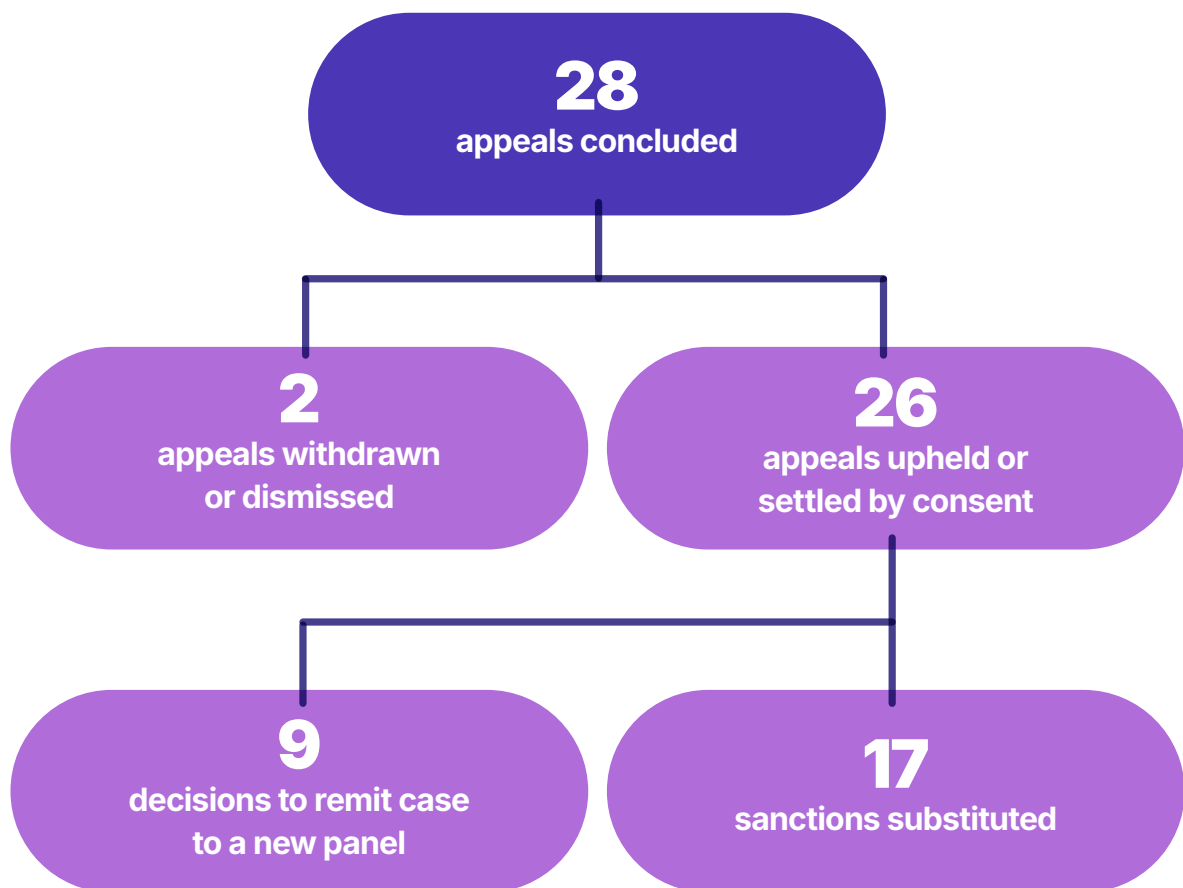 28
appeals concluded
2
appeals withdrawn
or dismissed
26
appeals upheld or
settled by consent
9
decisions to remit case
to a new panel
17
sanctions substituted